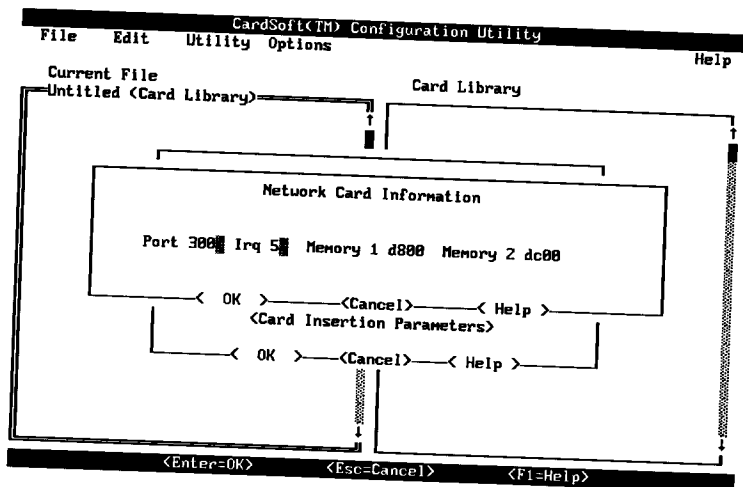 CardSoft(TM) Configuration Utility
File Edit Utility Options Help
Current File Card Library
Untitled (Card Library)
Network Card Information
Port 300 Irq 5 Memory 1 d800 Memory 2 dc00
< OK > <Cancel> < Help >
<Card Insertion Parameters>
< OK > <Cancel> < Help >
<Enter=OK> <Esc=Cancel> <F1=Help>